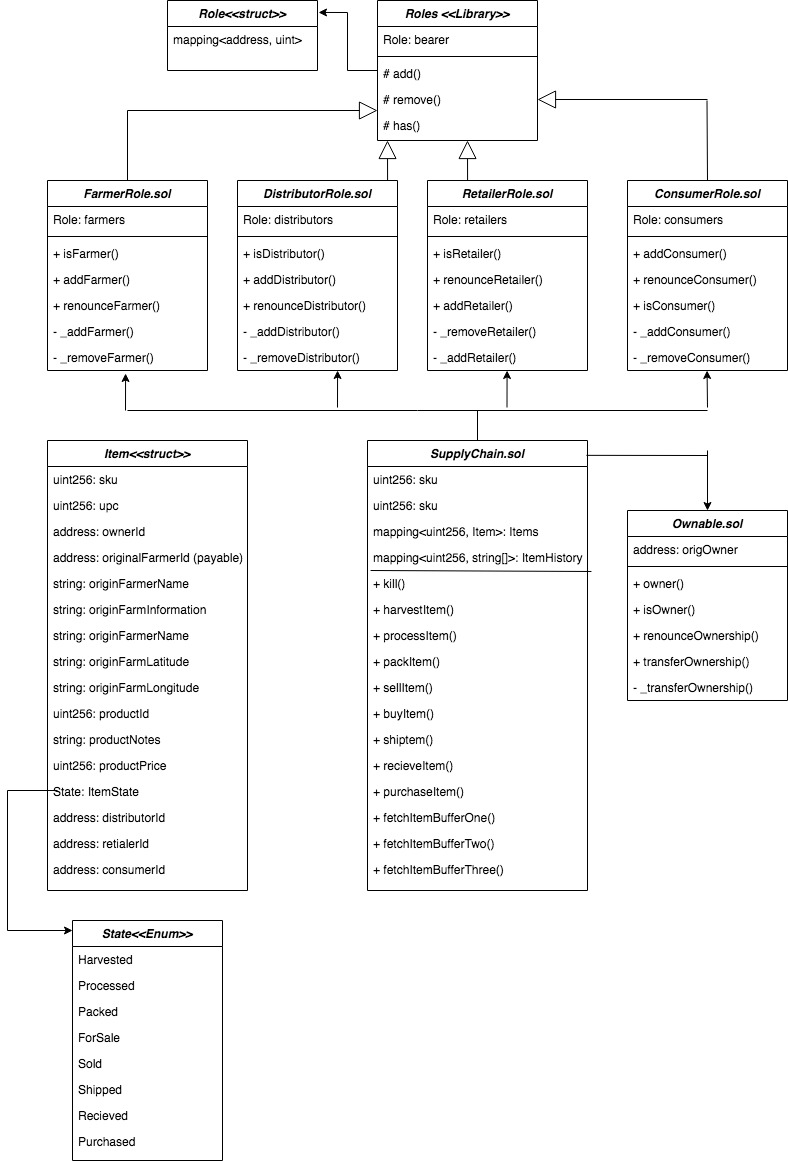 Role<<struct>>
mapping<address, uint>
Roles <<Library>>
Role: bearer
# add()
# remove()
# has()
FarmerRole.sol
Role: farmers
+ isFarmer()
+ addFarmer()
+ renounceFarmer()
- _addFarmer()
- _removeFarmer()
DistributorRole.sol
Role: distributors
+ isDistributor()
+ addDistributor()
+ renounceDistributor()
- _addDistributor()
- _removeDistributor()
RetailerRole.sol
Role: retailers
+ isRetailer()
+ renounceRetailer()
+ addRetailer()
- _removeRetailer()
- _addRetailer()
ConsumerRole.sol
Role: consumers
+ addConsumer()
+ renounceConsumer()
+ isConsumer()
- _addConsumer()
- _removeConsumer()
Item<<struct>>
uint256: sku
uint256: upc
address: ownerId
address: originalFarmerId (payable)
string: originFarmerName
string: originFarmInformation
string: originFarmerName
string: originFarmLatitude
string: originFarmLongitude
uint256: productId
string: productNotes
uint256: productPrice
State: ItemState
address: distributorId
address: retialerId
address: consumerId
SupplyChain.sol
uint256: sku
uint256: sku
mapping<uint256, Item>: Items
mapping<uint256, string[]>: ItemHistory
+ kill()
+ harvestItem()
+ processItem()
+ packItem()
+ sellItem()
+ buyItem()
+ shiptem()
+ recieveItem()
+ purchaseItem()
+ fetchItemBufferOne()
+ fetchItemBufferTwo()
+ fetchItemBufferThree()
Ownable.sol
address: origOwner
+ owner()
+ isOwner()
+ renounceOwnership()
+ transferOwnership()
- _transferOwnership()
State<<Enum>>
Harvested
Processed
Packed
ForSale
Sold
Shipped
Recieved
Purchased